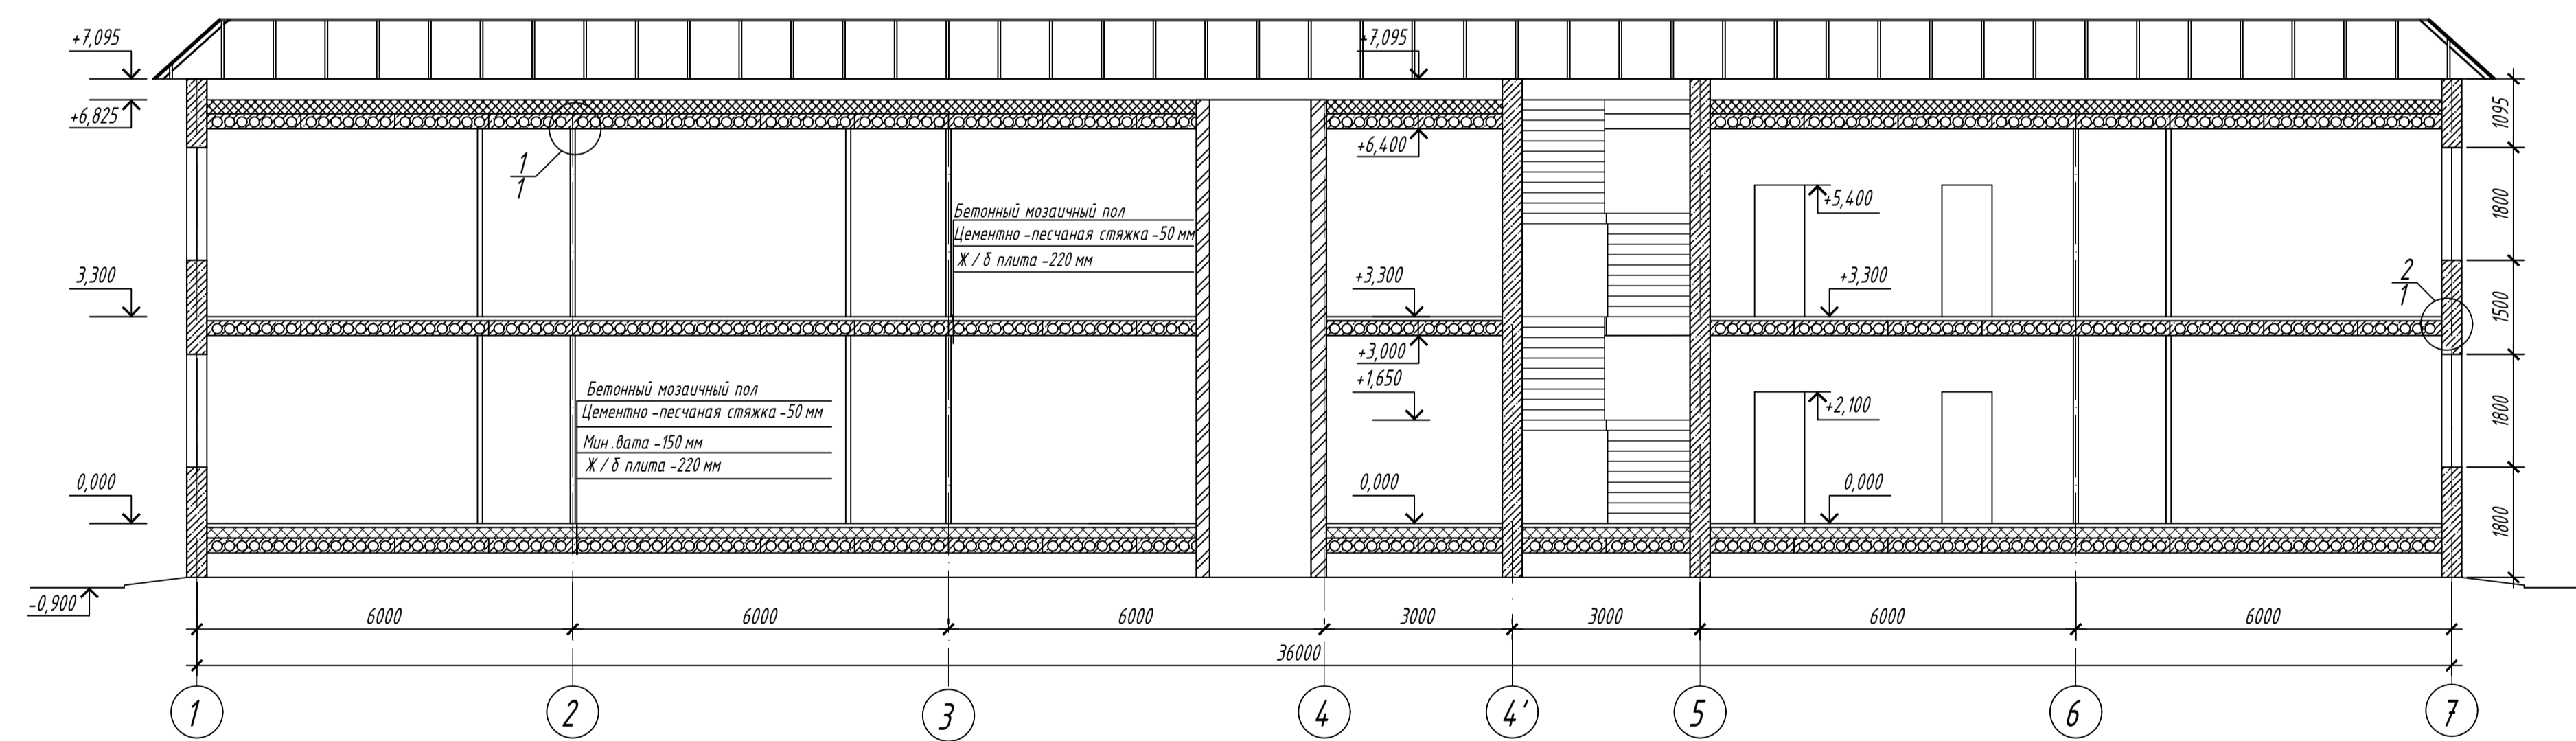 +7,095
+7,095
+6,825
1095
+6,400
1
1
1800
+5,400
Бетонный мозаичный пол
Цементно-песчаная стяжка-50 мм
Ж/б плита-220 мм
3,300
+3,300
+3,300
2
1
1500
+3,000
+1,650
Бетонный мозаичный пол
Цементно-песчаная стяжка-50 мм
Мин.вата-150 мм
Ж/б плита-220 мм
+2,100
1800
0,000
0,000
0,000
1800
-0,900
6000 6000 6000 3000 3000 6000 6000
36000
1 2 3 4 4' 5 6 7